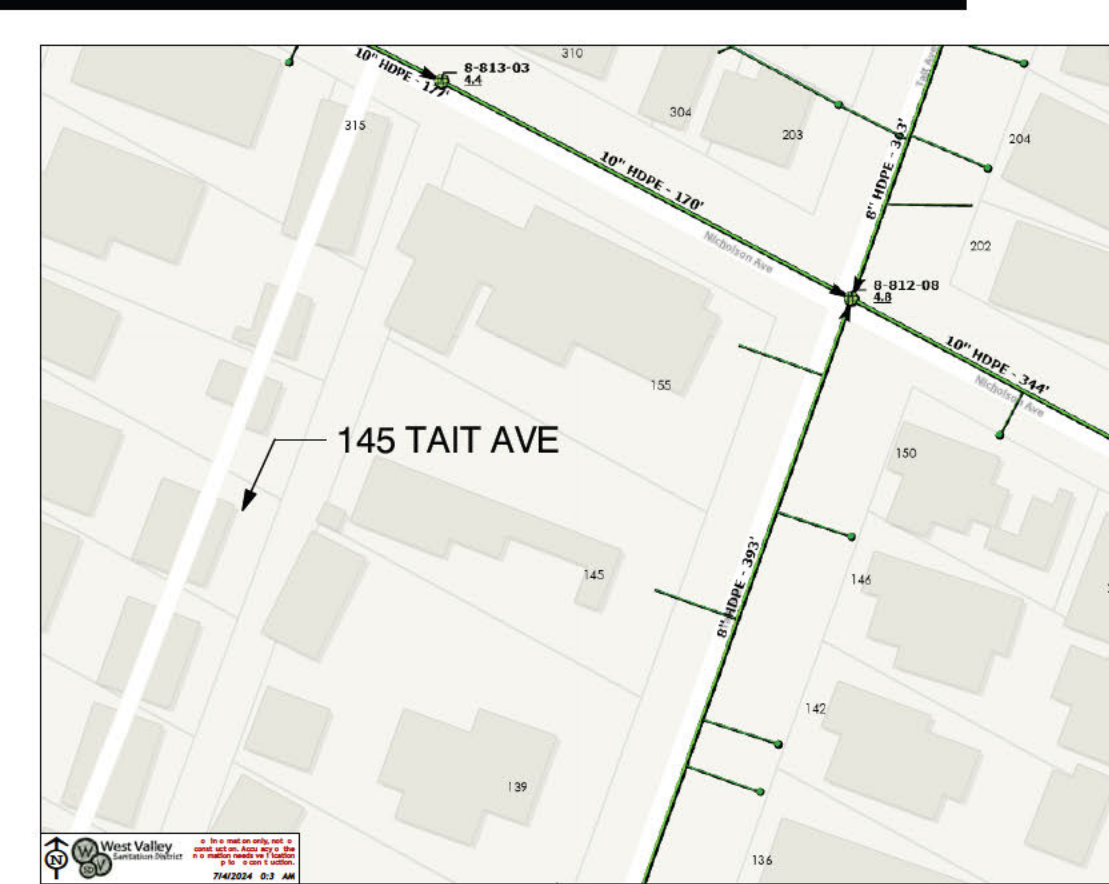 310
10" HDPE - 177'
8-813-03
4.4
Tait Ave
315
304
203
204
8" HDPE - 303'
10" HDPE - 170'
Nicholson Ave
202
8-812-08
4.8
10" HDPE - 344'
Nicholson Ave
155
145 TAIT AVE
150
145
8" HDPE - 393'
146
142
139
136
N
West Valley
Sanitation District
7/4/2024
AM